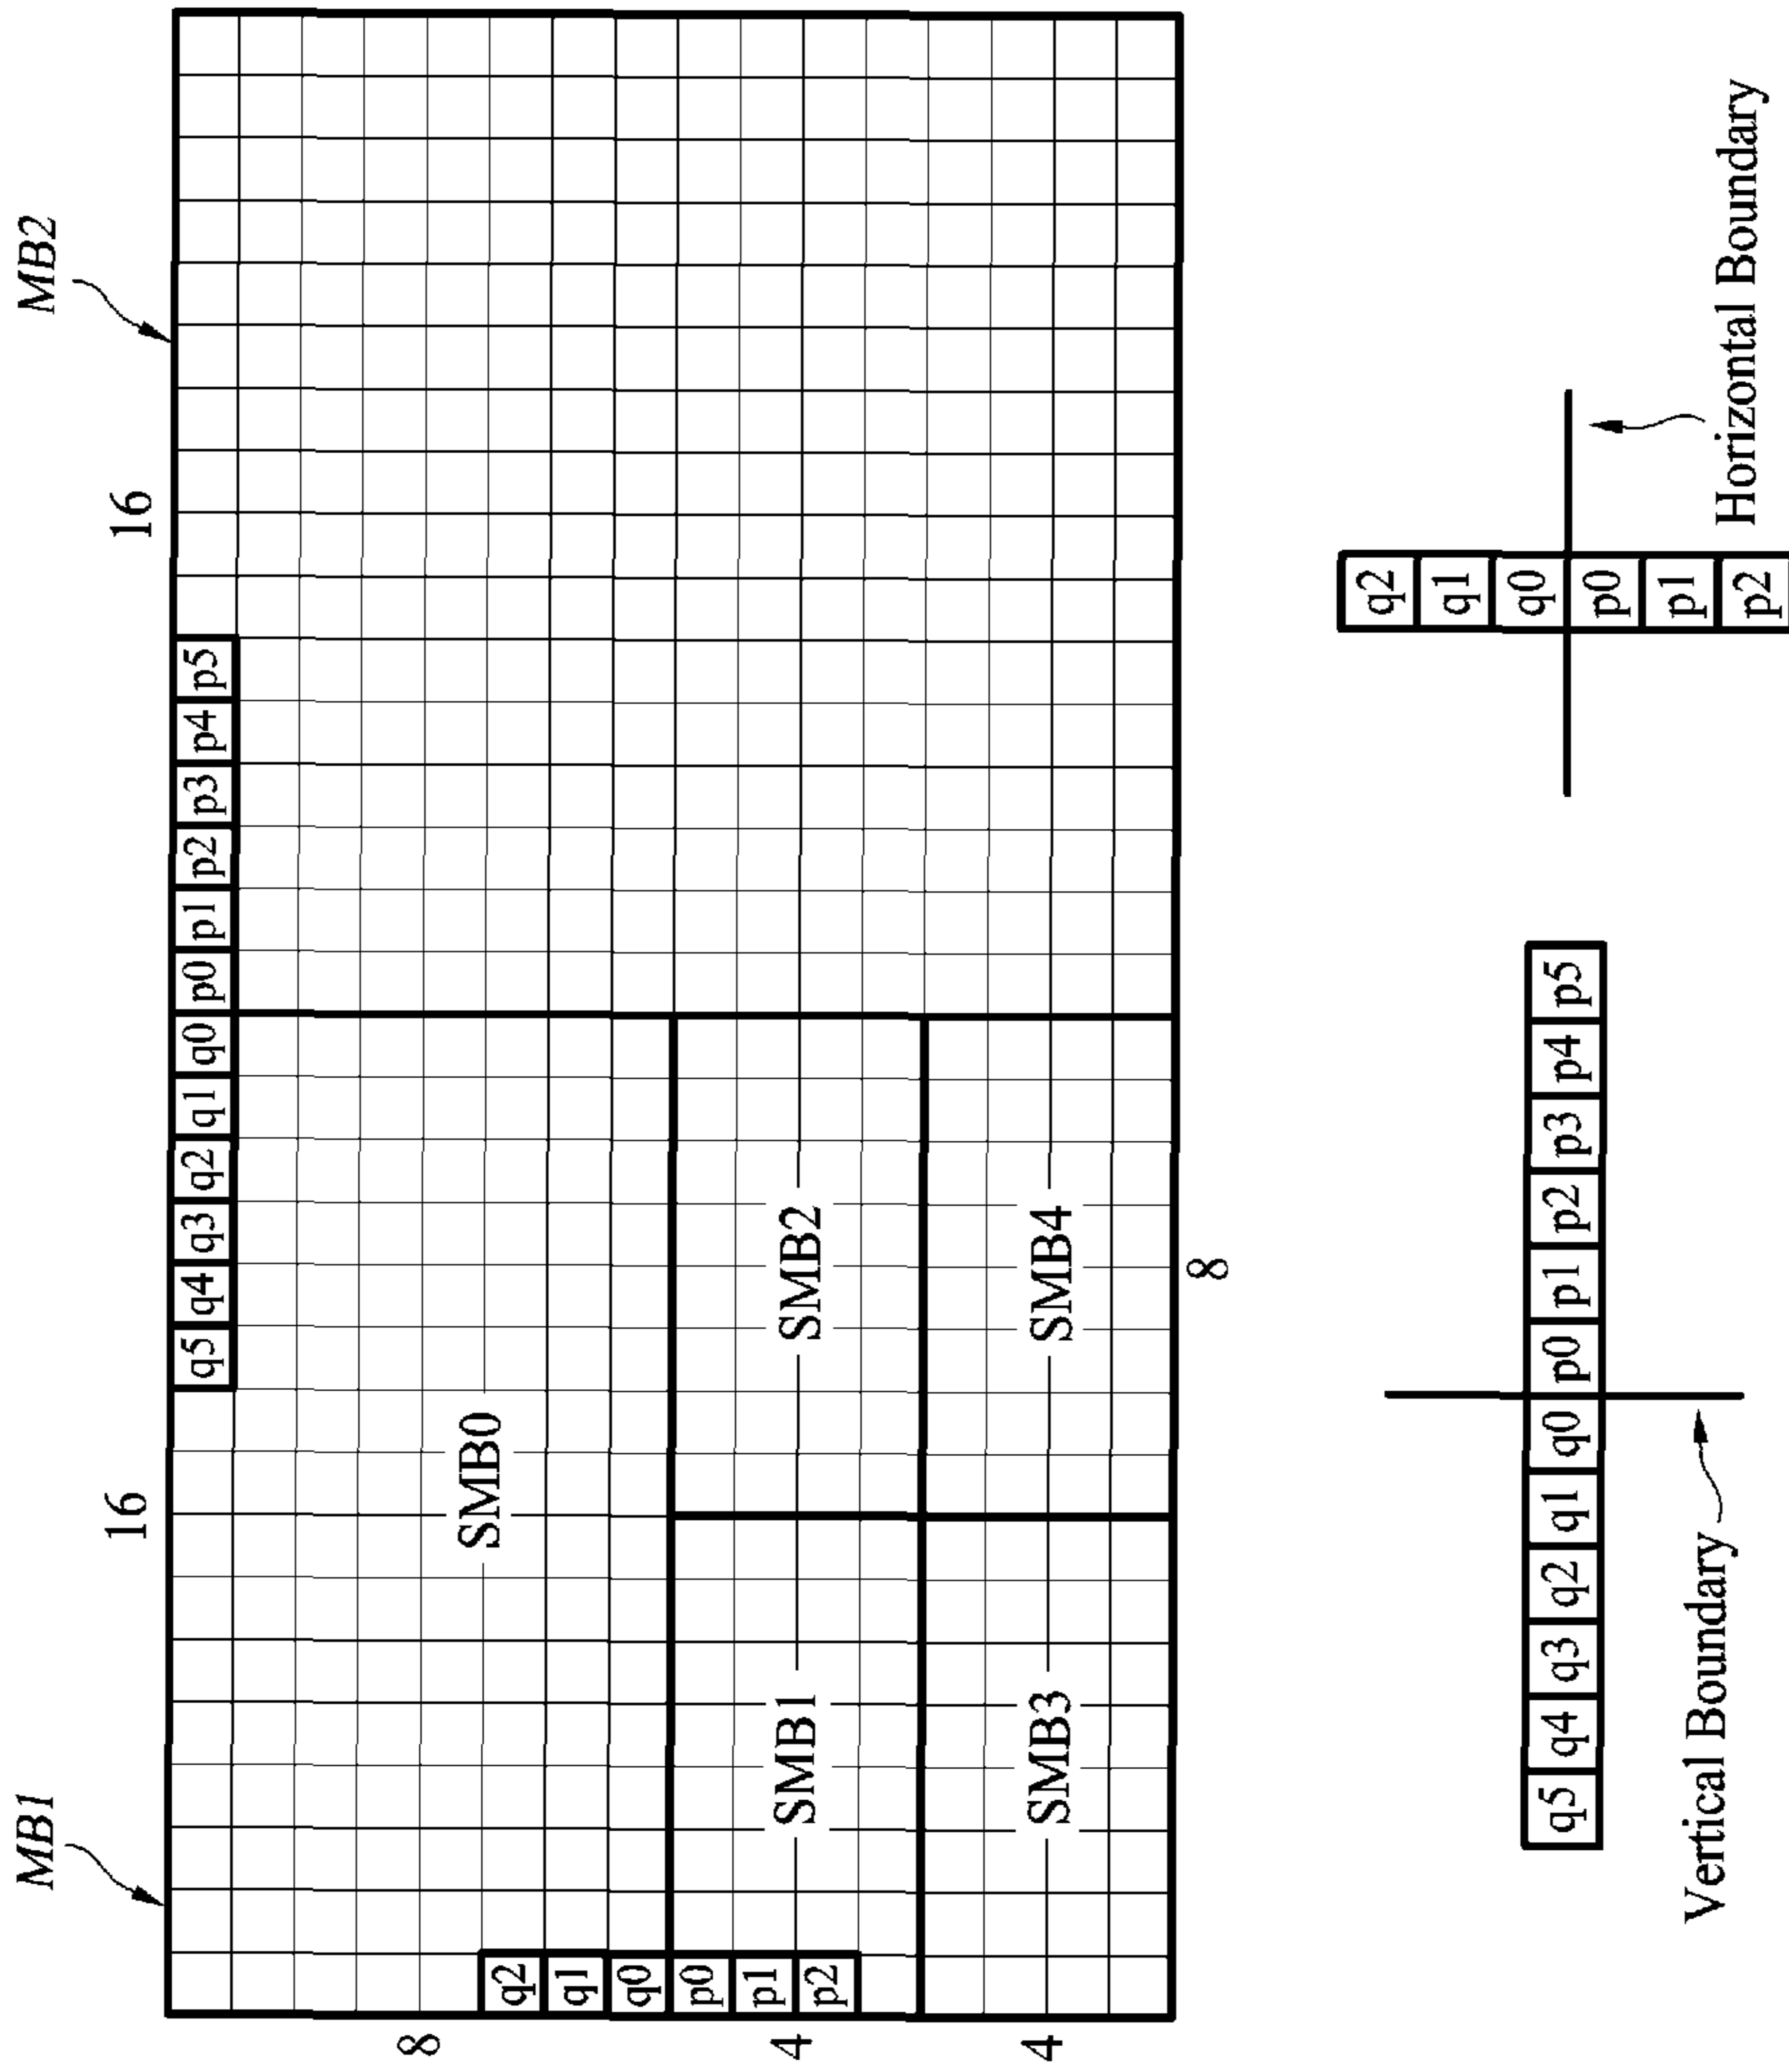 MB1
MB2
16
16
q5 q4 q3 q2 q1 q0 p0 p1 p2 p3 p4 p5
8
SMB0
q2
q1
q0
p0
p1
p2
4
SMB1
SMB2
4
SMB3
SMB4
8
q5 q4 q3 q2 q1 q0 p0 p1 p2 p3 p4 p5
Vertical Boundary
q2
q1
q0
p0
p1
p2
Horizontal Boundary